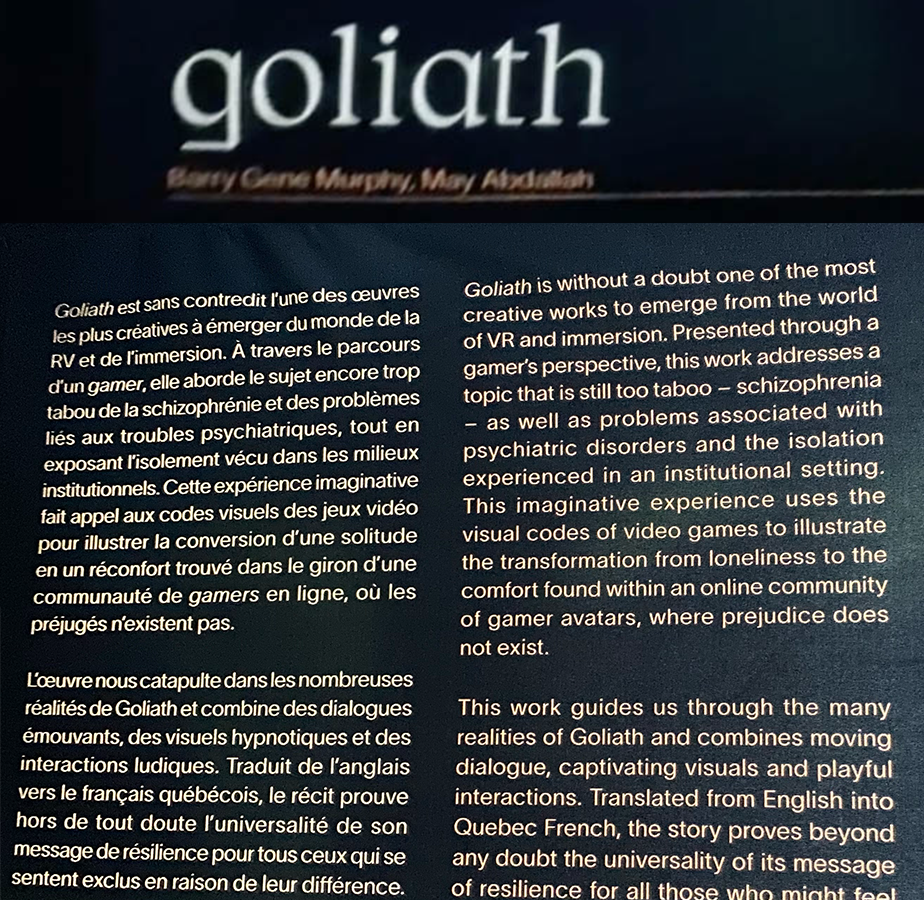 goliath
Barry Gene Murphy, May Abdallah
Goliath est sans contredit l'une des œuvres
les plus créatives à émerger du monde de la
RV et de l'immersion. À travers le parcours
d'un gamer, elle aborde le sujet encore trop
tabou de la schizophrénie et des problèmes
liés aux troubles psychiatriques, tout en
exposant l'isolement vécu dans les milieux
institutionnels. Cette expérience imaginative
fait appel aux codes visuels des jeux vidéo
pour illustrer la conversion d'une solitude
en un réconfort trouvé dans le giron d'une
communauté de gamers en ligne, où les
préjugés n'existent pas.
L'œuvre nous catapulte dans les nombreuses
réalités de Goliath et combine des dialogues
émouvants, des visuels hypnotiques et des
interactions ludiques. Traduit de l'anglais
vers le français québécois, le récit prouve
hors de tout doute l'universalité de son
message de résilience pour tous ceux qui se
sentent exclus en raison de leur différence.
Goliath is without a doubt one of the most
creative works to emerge from the world
of VR and immersion. Presented through a
gamer's perspective, this work addresses a
topic that is still too taboo – schizophrenia
– as well as problems associated with
psychiatric disorders and the isolation
experienced in an institutional setting.
This imaginative experience uses the
visual codes of video games to illustrate
the transformation from loneliness to the
comfort found within an online community
of gamer avatars, where prejudice does
not exist.
This work guides us through the many
realities of Goliath and combines moving
dialogue, captivating visuals and playful
interactions. Translated from English into
Quebec French, the story proves beyond
any doubt the universality of its message
of resilience for all those who might feel